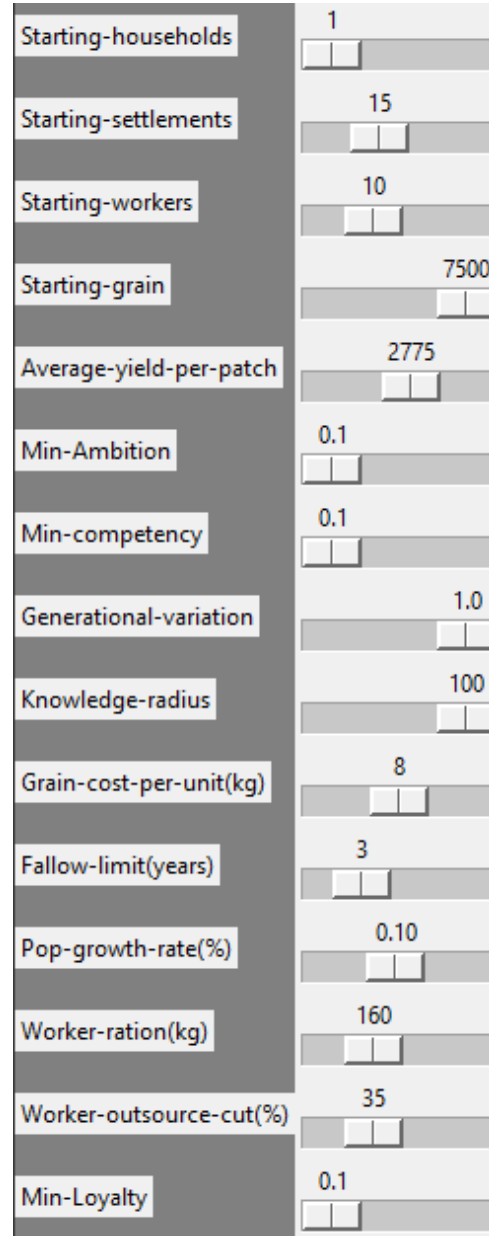 1
Starting-households
15
Starting-settlements
10
Starting-workers
7500
Starting-grain
2775
Average-yield-per-patch
0.1
Min-Ambition
0.1
Min-competency
1.0
Generational-variation
100
Knowledge-radius
8
Grain-cost-per-unit(kg)
3
Fallow-limit(years)
0.10
Pop-growth-rate(%)
160
Worker-ration(kg)
35
Worker-outsource-cut(%)
0.1
Min-Loyalty